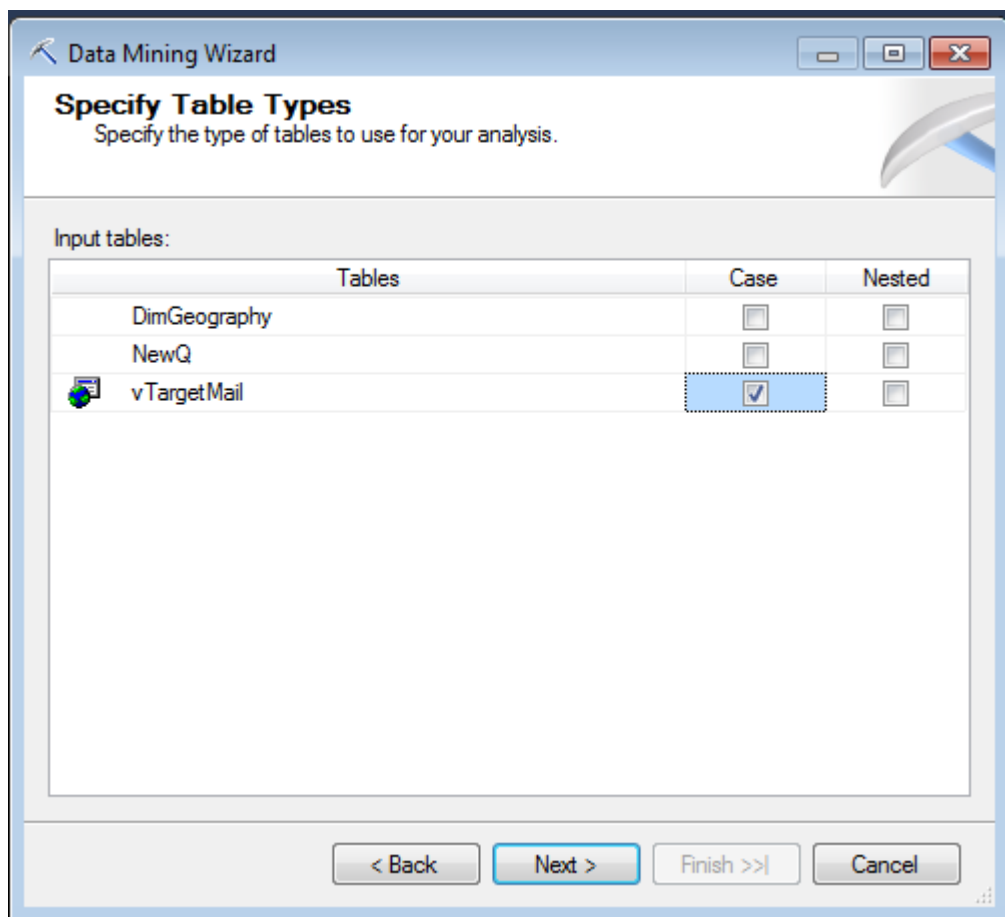 Data Mining Wizard
Specify Table Types
Specify the type of tables to use for your analysis.
Input tables:
Tables Case Nested
DimGeography
NewQ
vTargetMail
< Back Next > Finish >>| Cancel